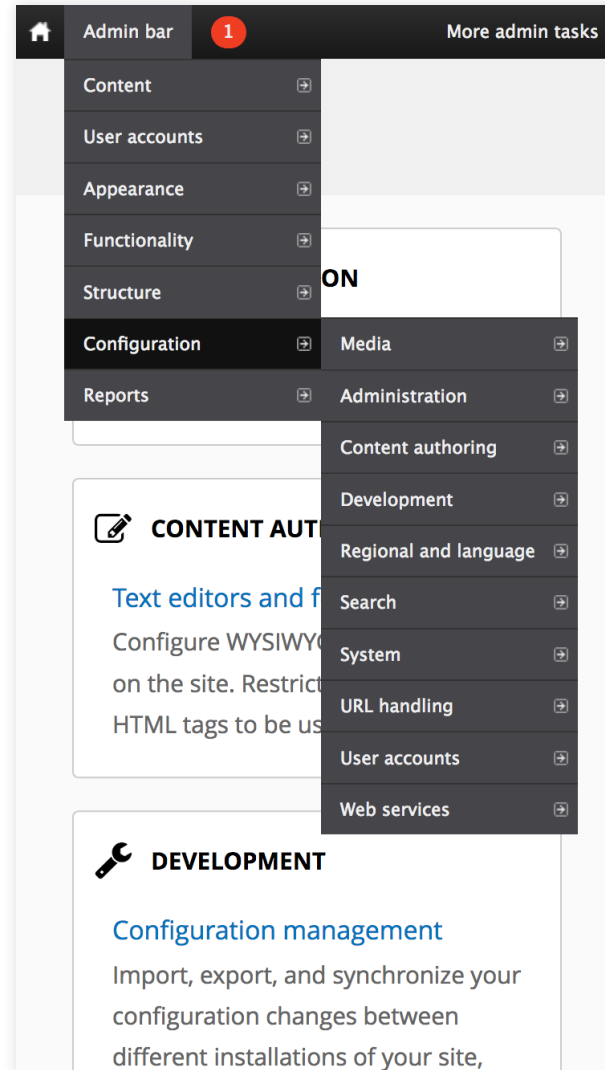 Admin bar 1 More admin tasks
Content
User accounts
Appearance
Functionality
Structure
Configuration
Reports
Media
Administration
Content authoring
Development
Regional and language
Search
System
URL handling
User accounts
Web services
ON
CONTENT AUT
Text editors and f
Configure
on the site. Restrict
HTML tags to be us
DEVELOPMENT
Configuration management
Import, export, and synchronize your
configuration changes between
different installations of your site,